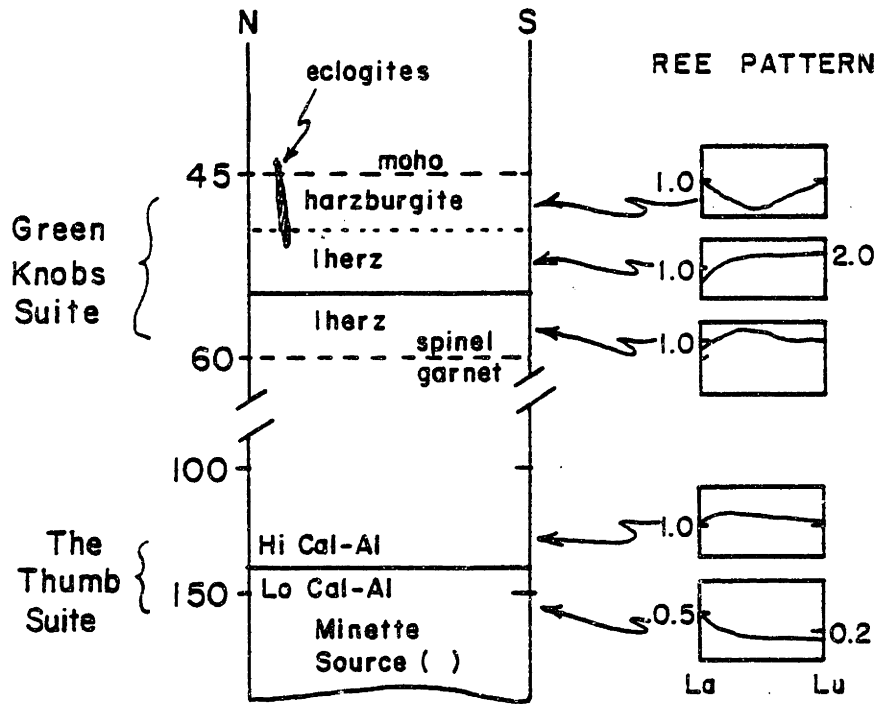 N
S
REE PATTERN
eclogites
45
moho
harzburgite
lherz
lherz
spinel
garnet
60
Green
Knobs
Suite
1.0
1.0
2.0
1.0
100
Hi Cal-Al
The
Thumb
Suite
150
Lo Cal-Al
Minette
Source ( )
1.0
.0.5
0.2
La
Lu